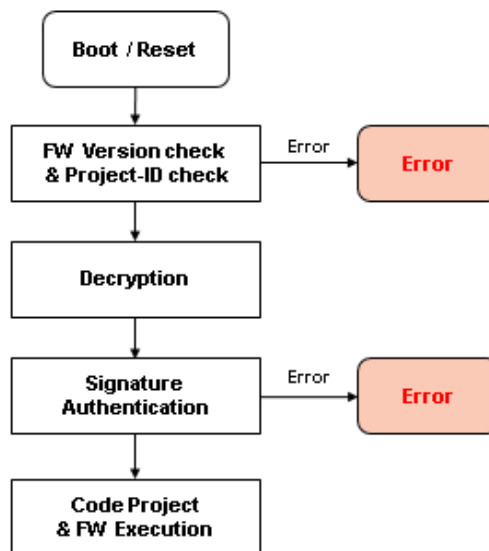 Boot / Reset
FW Version check
& Project-ID check
Error
Error
Decryption
Signature
Authentication
Error
Error
Code Project
& FW Execution